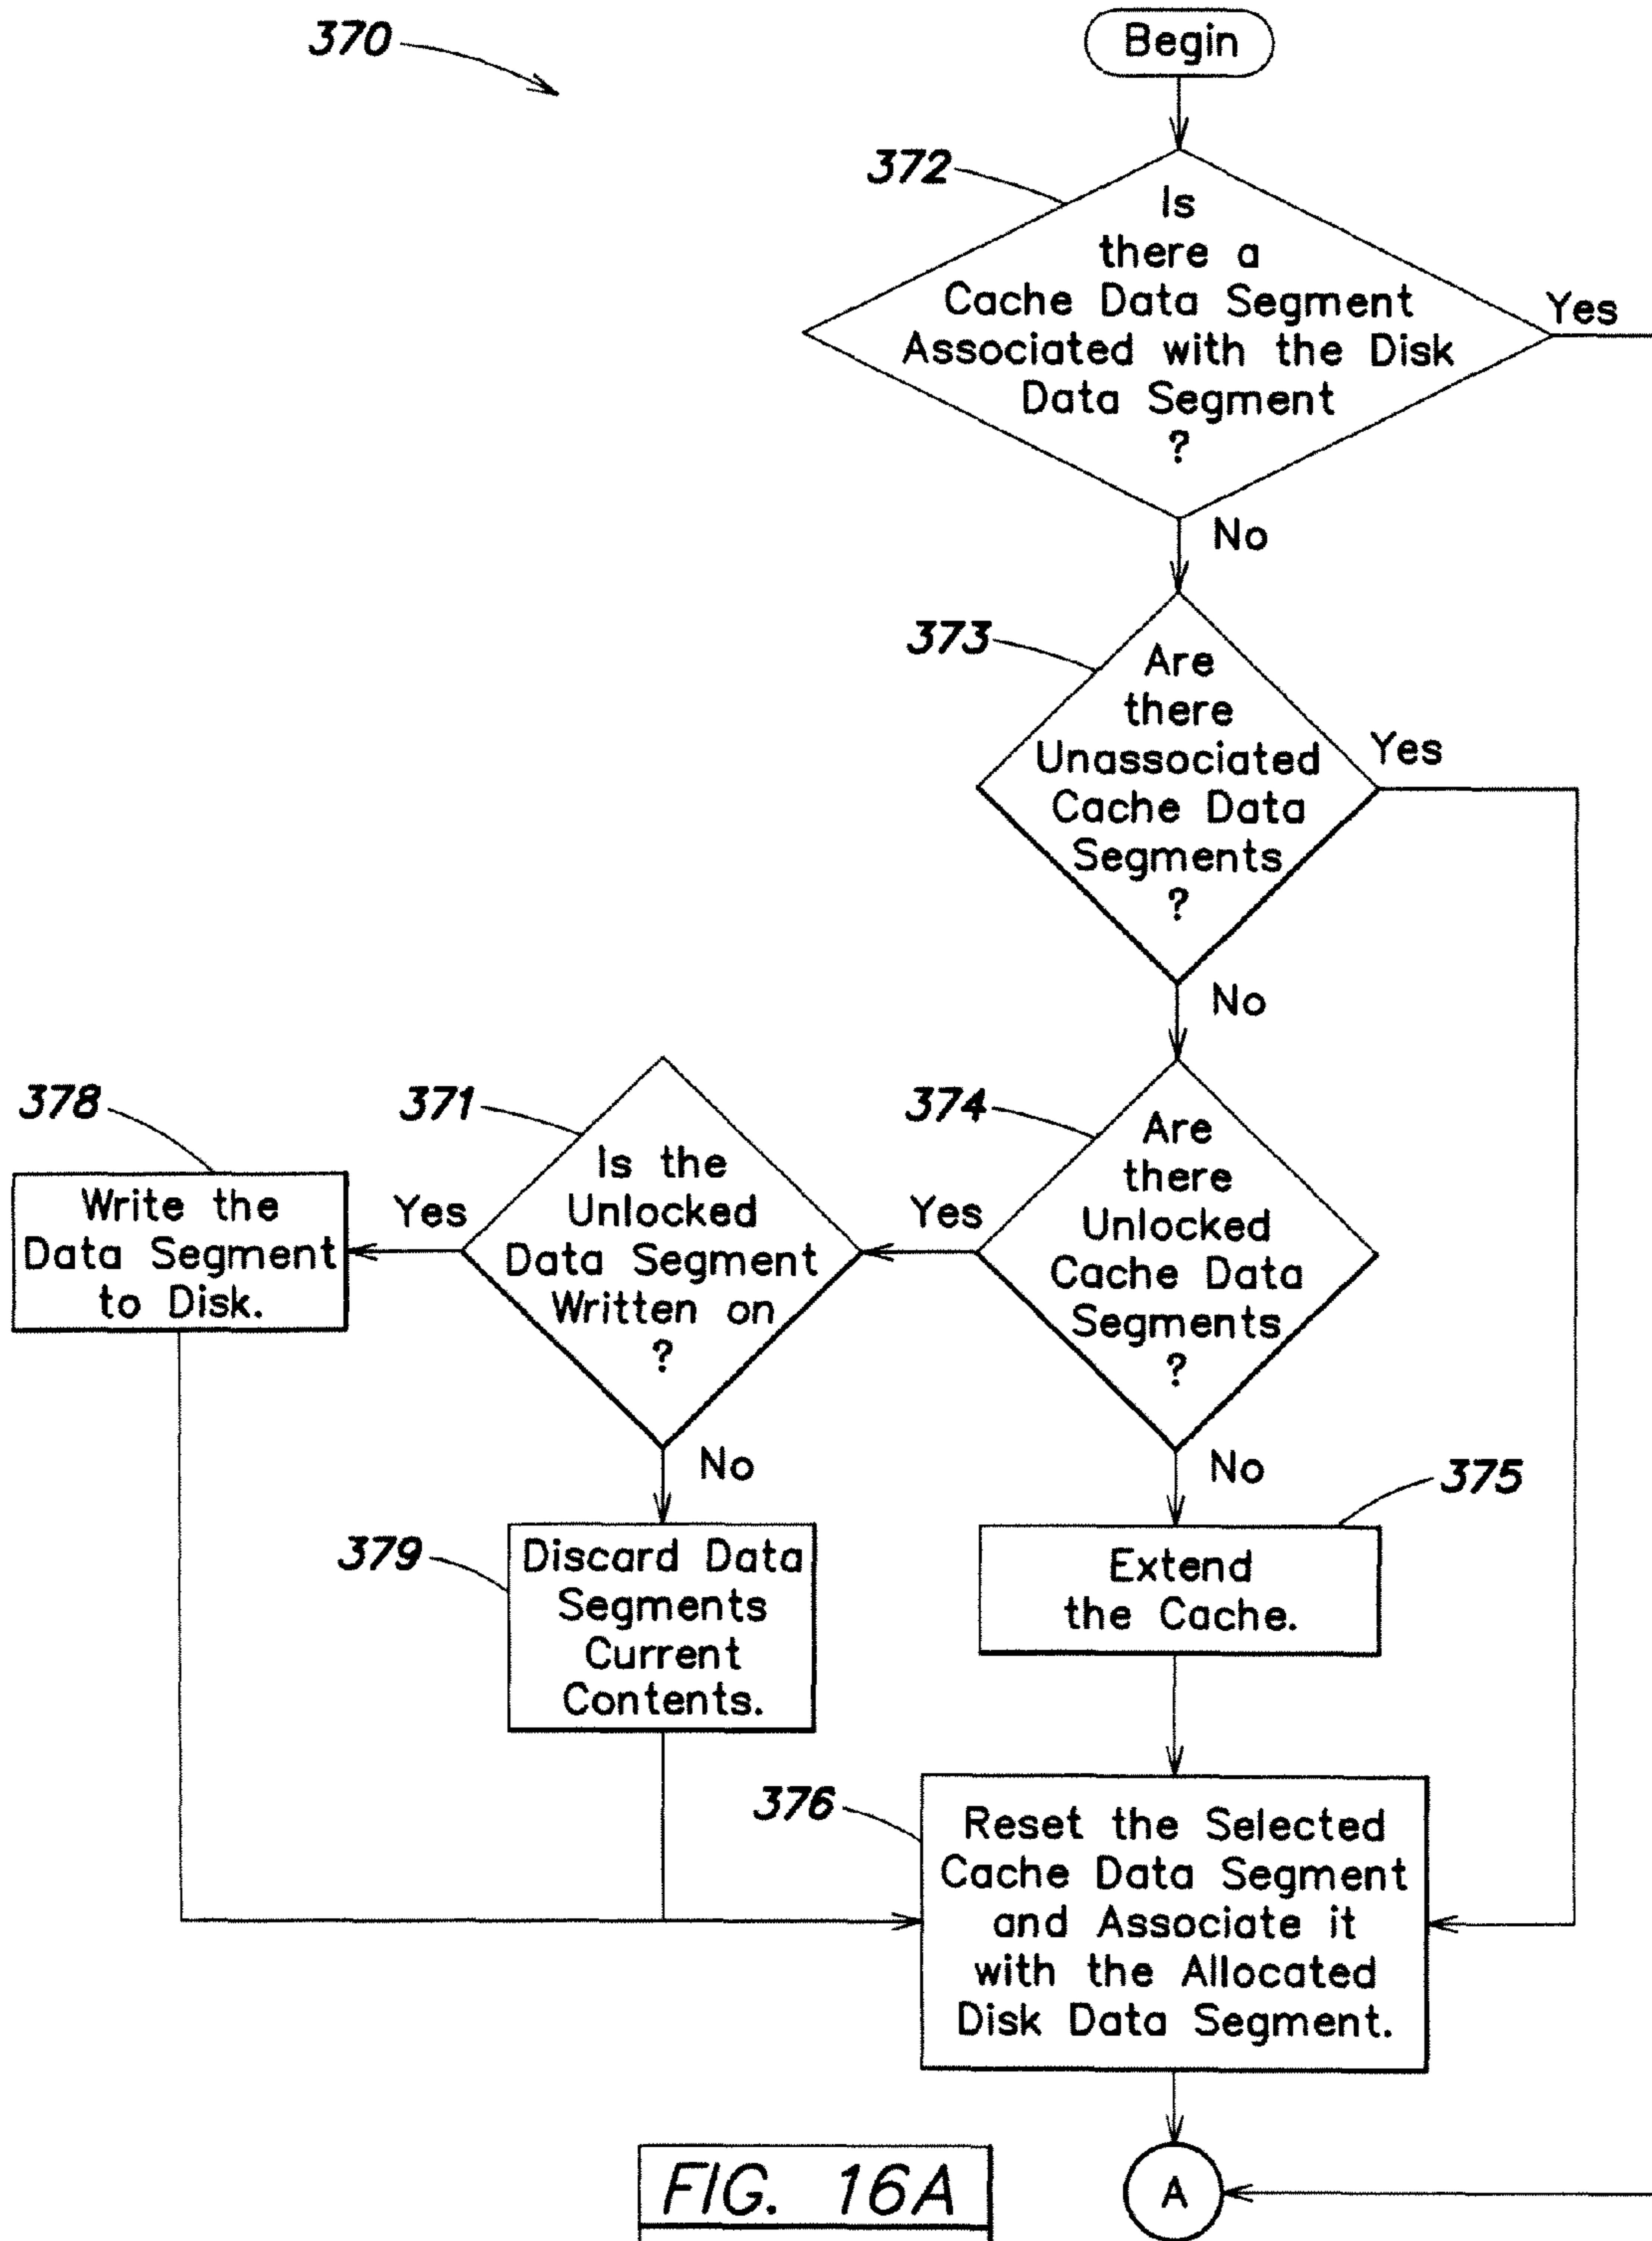 370
Begin
372
Is
there a
Cache Data Segment
Associated with the Disk
Data Segment
?
Yes
No
373
Are
there
Unassociated
Cache Data
Segments
?
Yes
No
378
Write the
Data Segment
to Disk.
Yes
371
Is the
Unlocked
Data Segment
Written on
?
Yes
374
Are
there
Unlocked
Cache Data
Segments
?
No
No
375
379
Discard Data
Segments
Current
Contents.
Extend
the Cache.
376
Reset the Selected
Cache Data Segment
and Associate it
with the Allocated
Disk Data Segment.
FIG. 16A
A